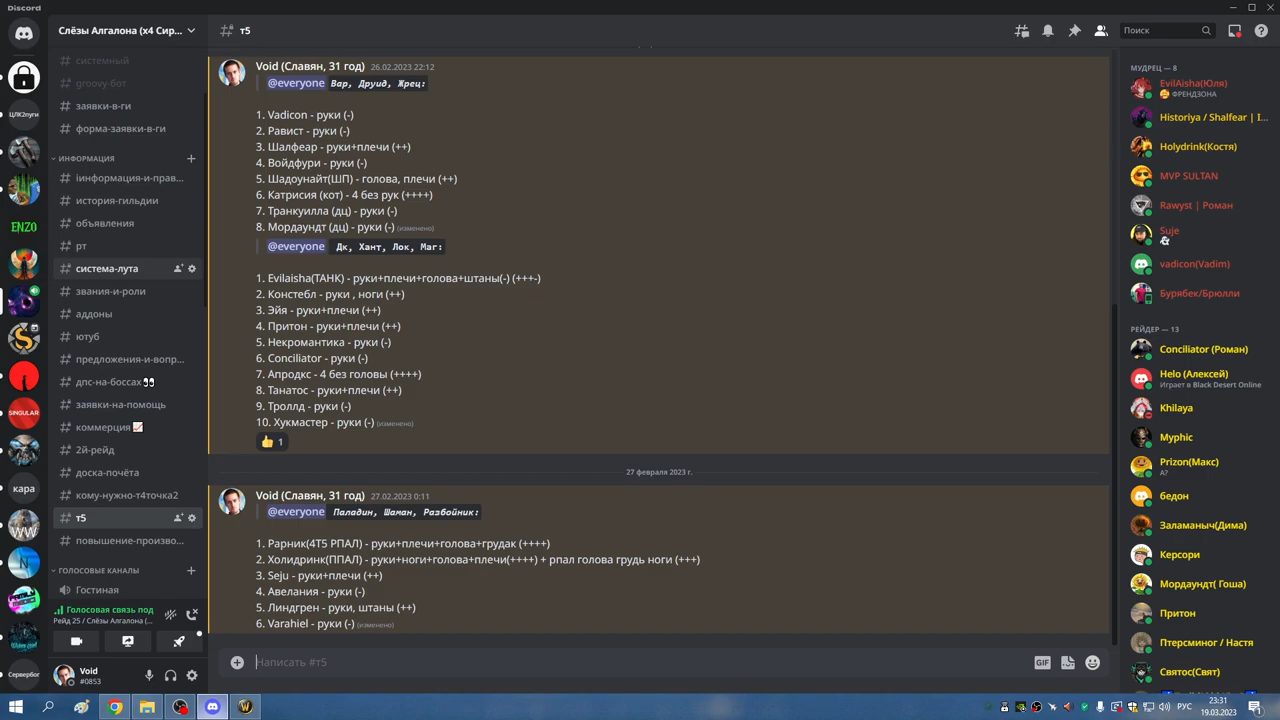 Discord
Слёзы Алгалона (x4 Сир...
системный
groovy-бот
заявки-в-ги
форма-заявки-в-ги
ИНФОРМАЦИЯ
информация-и-прав...
история-гильдии
объявления
рт
система-лута
звания-и-роли
аддоны
ютуб
предложения-и-вопр...
дпс-на-боссах
заявки-на-помощь
коммерция
2й-рейд
доска-почёта
кому-нужно-т4точка2
т5
повышение-произво...
ГОЛОСОВЫЕ КАНАЛЫ
Гостиная
Голосовая связь под
Рейд 25 / Слёзы Алгалона (...
Void
#0853
ЦЛК2пуги
ENZO
SINGULAR
кара
WW
Сервербог
т5
Поиск
Void (Славян, 31 год) 26.02.2023 22:12
@everyone Вар, Друид, Жрец:
1. Vadicon - руки (-)
2. Равист - руки (-)
3. Шалфеар - руки+плечи (++)
4. Войдфури - руки (-)
5. Шадоунайт(ШП) - голова, плечи (++)
6. Катрисия (кот) - 4 без рук (++++)
7. Транкуилла (дц) - руки (-)
8. Мордаундт (дц) - руки (-) (изменено)
@everyone Дк, Хант, Лок, Маг:
1. Evilaisha(ТАНК) - руки+плечи+голова+штаны(-) (+++-)
2. Констебл - руки , ноги (++)
3. Эйя - руки+плечи (++)
4. Притон - руки+плечи (++)
5. Некромантика - руки (-)
6. Conciliator - руки (-)
7. Апродкс - 4 без головы (++++)
8. Танатос - руки+плечи (++)
9. Троллд - руки (-)
10. Хукмастер - руки (-) (изменено)
1
27 февраля 2023 г.
Void (Славян, 31 год) 27.02.2023 0:11
@everyone Паладин, Шаман, Разбойник:
1. Рарник(4Т5 РПАЛ) - руки+плечи+голова+грудак (++++)
2. Холидринк(ППАЛ) - руки+ноги+голова+плечи(++++) + рпал голова грудь ноги (+++)
3. Seju - руки+плечи (++)
4. Авелания - руки (-)
5. Линдгрен - руки, штаны (++)
6. Varahiel - руки (-) (изменено)
Написать #т5
GIF
МУДРЕЦ — 8
EvilAisha(Юля)
ФРЕНДЗОНА
Historiya / Shalfear | I...
Holydrink(Костя)
MVP SULTAN
Rawyst | Роман
Suje
vadicon(Vadim)
Бурябек/Брюлли
РЕЙДЕР — 13
Conciliator (Роман)
Helo (Алексей)
Играет в Black Desert Online
Khilaya
Myphic
Prizon(Макс)
А?
бедон
Заламаныч(Дима)
Керсори
Мордаундт( Гоша)
Притон
Птерсминог / Настя
Святос(Свят)
РУС
23:31
19.03.2023
1